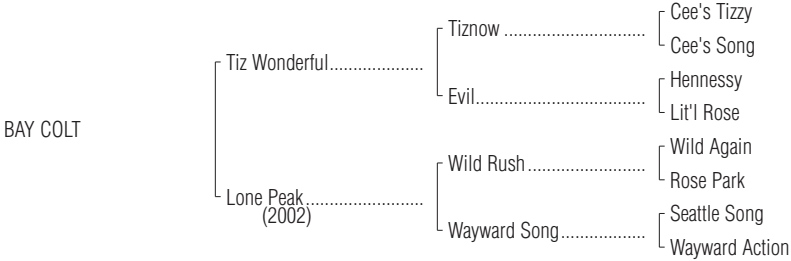 Cee's Tizzy
Tiznow ..............................
Cee's Song
Tiz Wonderful....................
Hennessy
Evil....................................
Lit'l Rose
BAY COLT
Wild Again
Wild Rush.........................
Rose Park
Lone Peak.........................
(2002)
Seattle Song
Wayward Song..................
Wayward Action